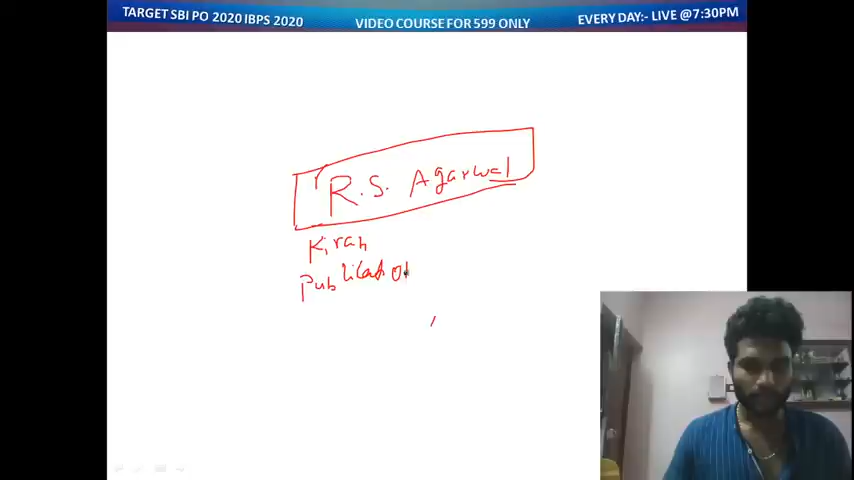 TARGET SBI PO 2020 IBPS 2020
VIDEO COURSE FOR 599 ONLY
EVERY DAY:- LIVE @7:30PM
R.S. Agarwal
Kiran
Publication